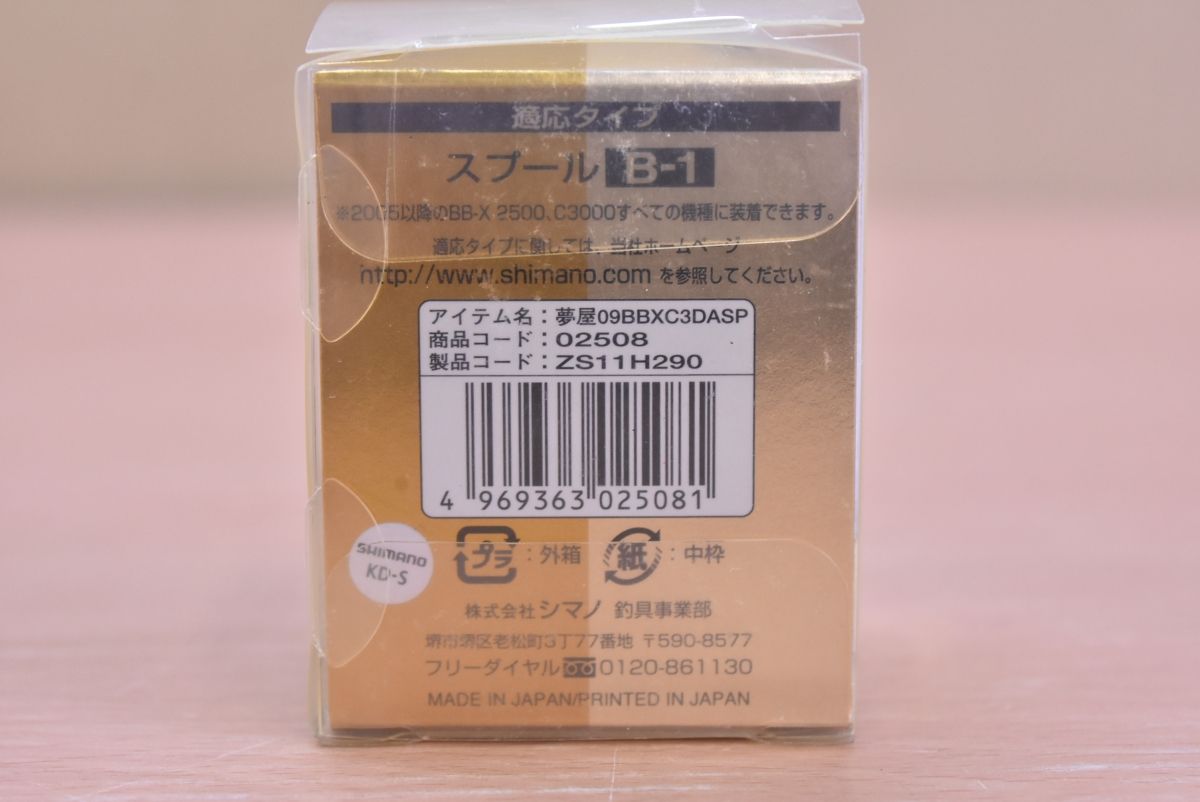 適応タイプ
スプール B-1
※2005以降のBB-X 2500、C3000すべての機種に装着できます。
適応タイプに関しては、当社ホームページ
http://www.shimano.com を参照してください。
アイテム名：夢屋09BBXC3DASP
商品コード：02508
製品コード：ZS11H290
4 969363 025081
プラ：外箱 紙：中枠
SHIMANO
KD-S
株式会社 シマノ 釣具事業部
堺市堺区老松町3丁77番地 〒590-8577
フリーダイヤル 0120-861130
MADE IN JAPAN/PRINTED IN JAPAN